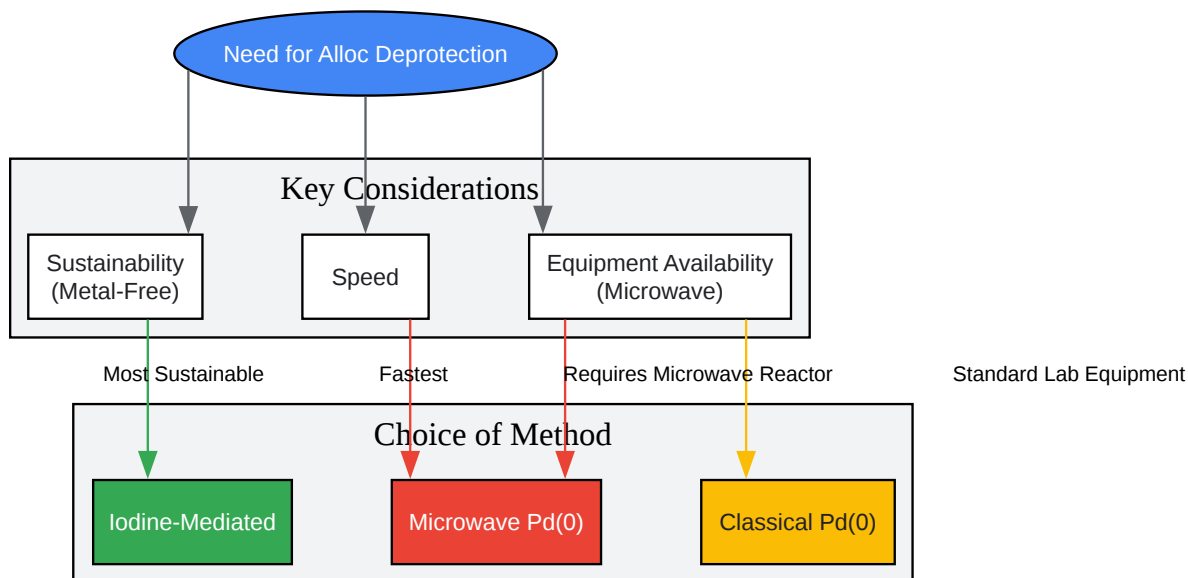 Need for Alloc Deprotection
Key Considerations
Sustainability
(Metal-Free)
Speed
Equipment Availability
(Microwave)
Most Sustainable
Fastest
Requires Microwave Reactor
Standard Lab Equipment
Choice of Method
Iodine-Mediated
Microwave Pd(0)
Classical Pd(0)